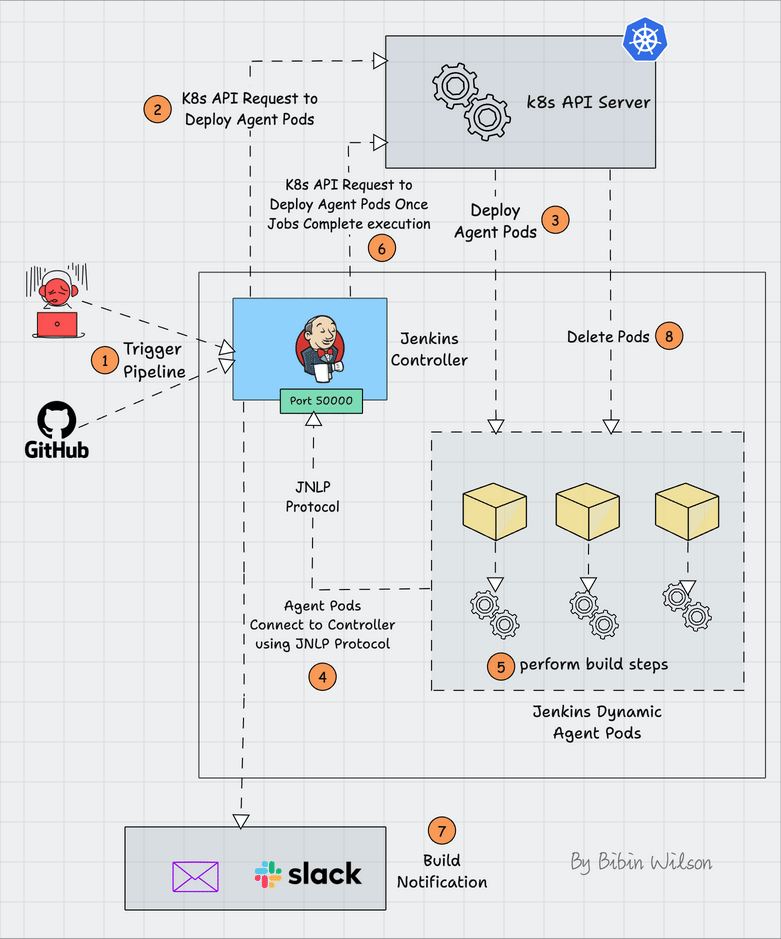 k8s API Server
2
K8s API Request to
Deploy Agent Pods
K8s API Request to
Deploy Agent Pods Once
Jobs Complete execution
6
Deploy
Agent Pods
3
Delete Pods
8
1
Trigger
Pipeline
GitHub
Jenkins
Controller
Port 50000
JNLP
Protocol
Agent Pods
Connect to Controller
using JNLP Protocol
4
5
perform build steps
Jenkins Dynamic
Agent Pods
slack
7
Build
Notification
By Bibin Wilson